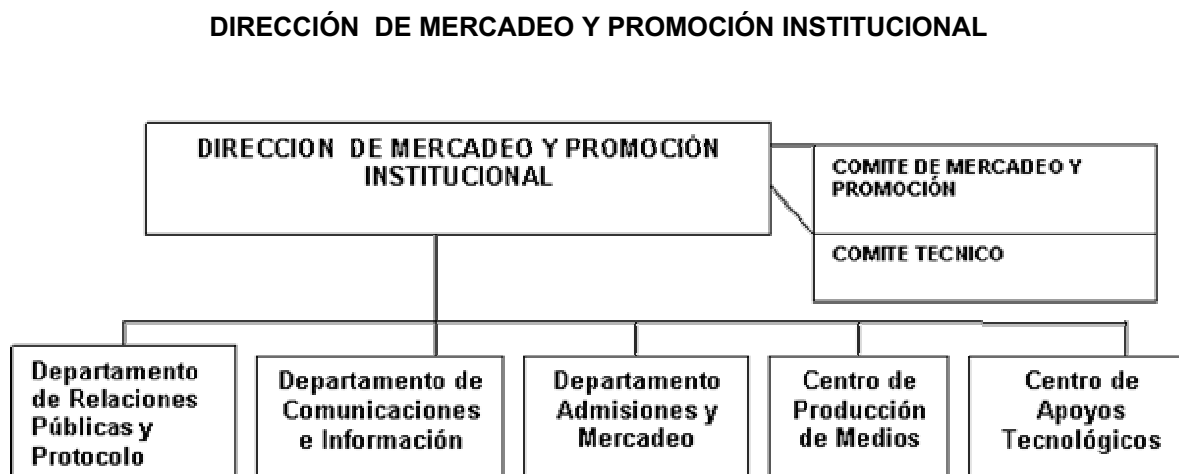 DIRECCIÓN DE MERCADEO Y PROMOCIÓN INSTITUCIONAL
DIRECCION DE MERCADEO Y PROMOCIÓN
INSTITUCIONAL
COMITE DE MERCADEO Y
PROMOCIÓN
COMITE TECNICO
Departamento
de Relaciones
Públicas y
Protocolo
Departamento de
Comunicaciones
e Información
Departamento
Admisiones y
Mercadeo
Centro de
Producción
de Medios
Centro de
Apoyos
Tecnológicos